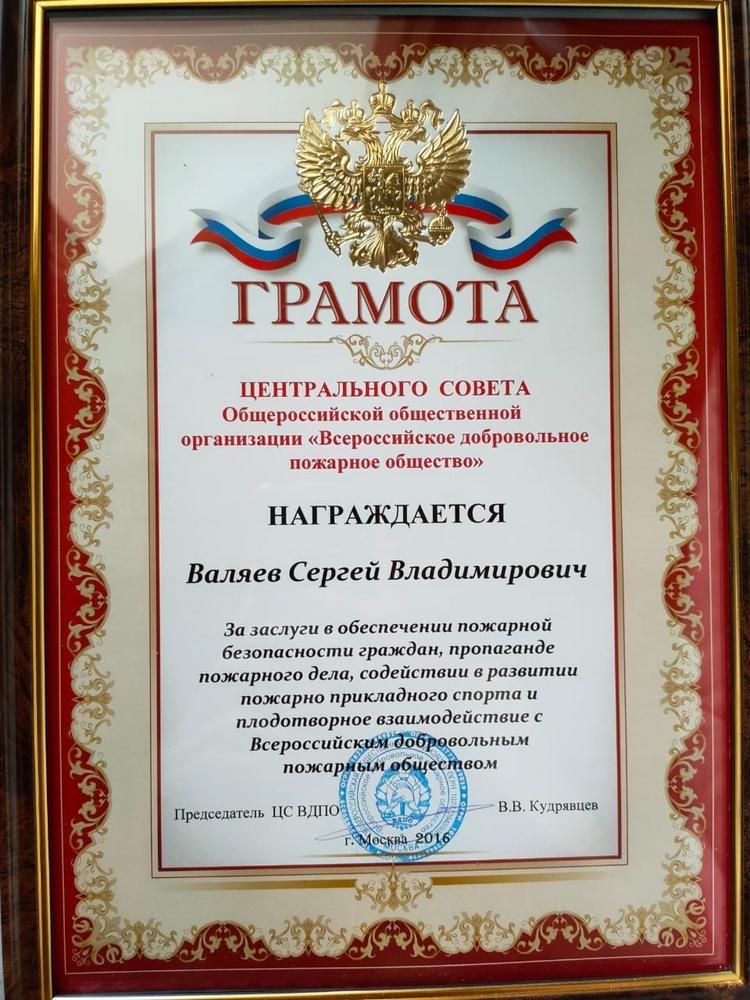 ГРАМОТА
ЦЕНТРАЛЬНОГО СОВЕТА
Общероссийской общественной
организации «Всероссийское добровольное
пожарное общество»
НАГРАЖДАЕТСЯ
Валяев Сергей Владимирович
За заслуги в обеспечении пожарной
безопасности граждан, пропаганде
пожарного дела, содействии в развитии
пожарно прикладного спорта и
плодотворное взаимодействие с
Всероссийским добровольным
пожарным обществом
Председатель ЦС ВДПО
В.В. Кудрявцев
г. Москва 2016
ВДПО
МОСКВА